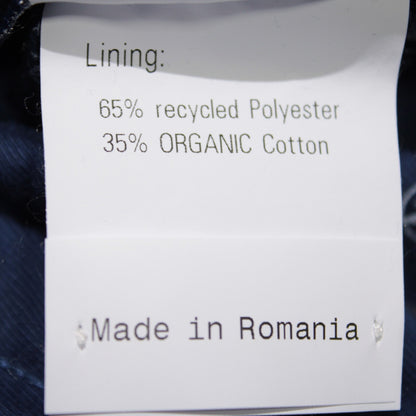 Lining:
65% recycled Polyester
35% ORGANIC Cotton
Made in Romania